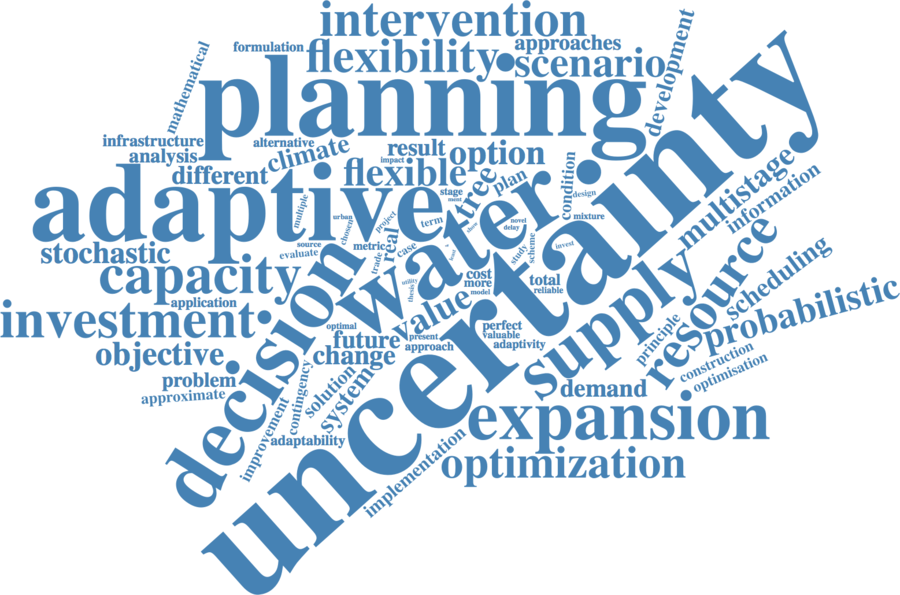 intervention
development
formulation
flexibility
approaches
mathematical
scenario
planning
uncertainty
infrastructure
alternative
analysis
climate
result
impact
option
different
flexible
tree
plan
condition
design
multistage
information
adaptive
stage
multiple
urban
chosen
project
term
show
novel
delay
mixture
stochastic
source
evaluate
metric
real
case
trade
water
study
scheme
invest
capacity
utility
thesis
cost
more
model
total
reliable
supply
resource
scheduling
application
investment
decision
optimal
value
perfect
valuable
adaptivity
probabilistic
future
present
approach
principle
objective
change
construction
optimisation
problem
approximate
solution
system
contingency
improvement
adaptability
demand
expansion
implementation
optimization